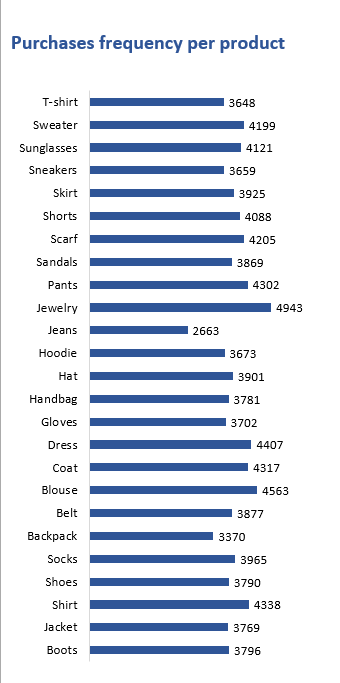 Purchases frequency per product
T-shirt 3648
Sweater 4199
Sunglasses 4121
Sneakers 3659
Skirt 3925
Shorts 4088
Scarf 4205
Sandals 3869
Pants 4302
Jewelry 4943
Jeans 2663
Hoodie 3673
Hat 3901
Handbag 3781
Gloves 3702
Dress 4407
Coat 4317
Blouse 4563
Belt 3877
Backpack 3370
Socks 3965
Shoes 3790
Shirt 4338
Jacket 3769
Boots 3796